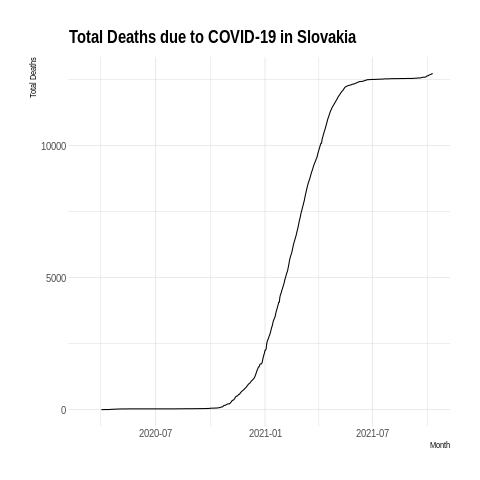 Total Deaths due to COVID-19 in Slovakia
Total Deaths
10000
5000
0
2020-07
2021-01
2021-07
Month